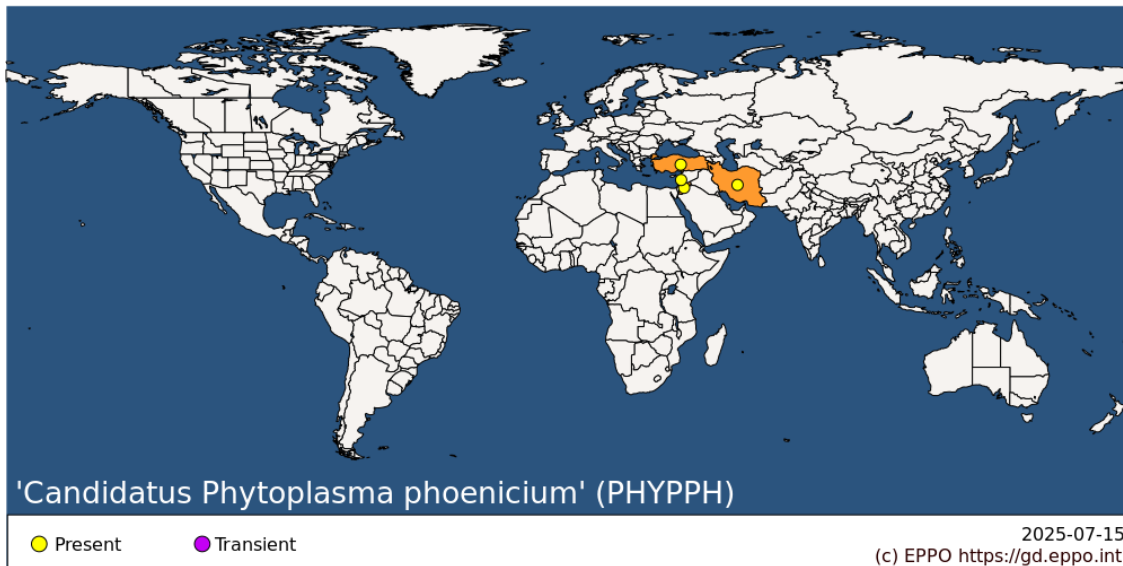 'Candidatus Phytoplasma phoenicium' (PHYPPH)
Present
Transient
2025-07-15
(c) EPPO https://gd.eppo.int